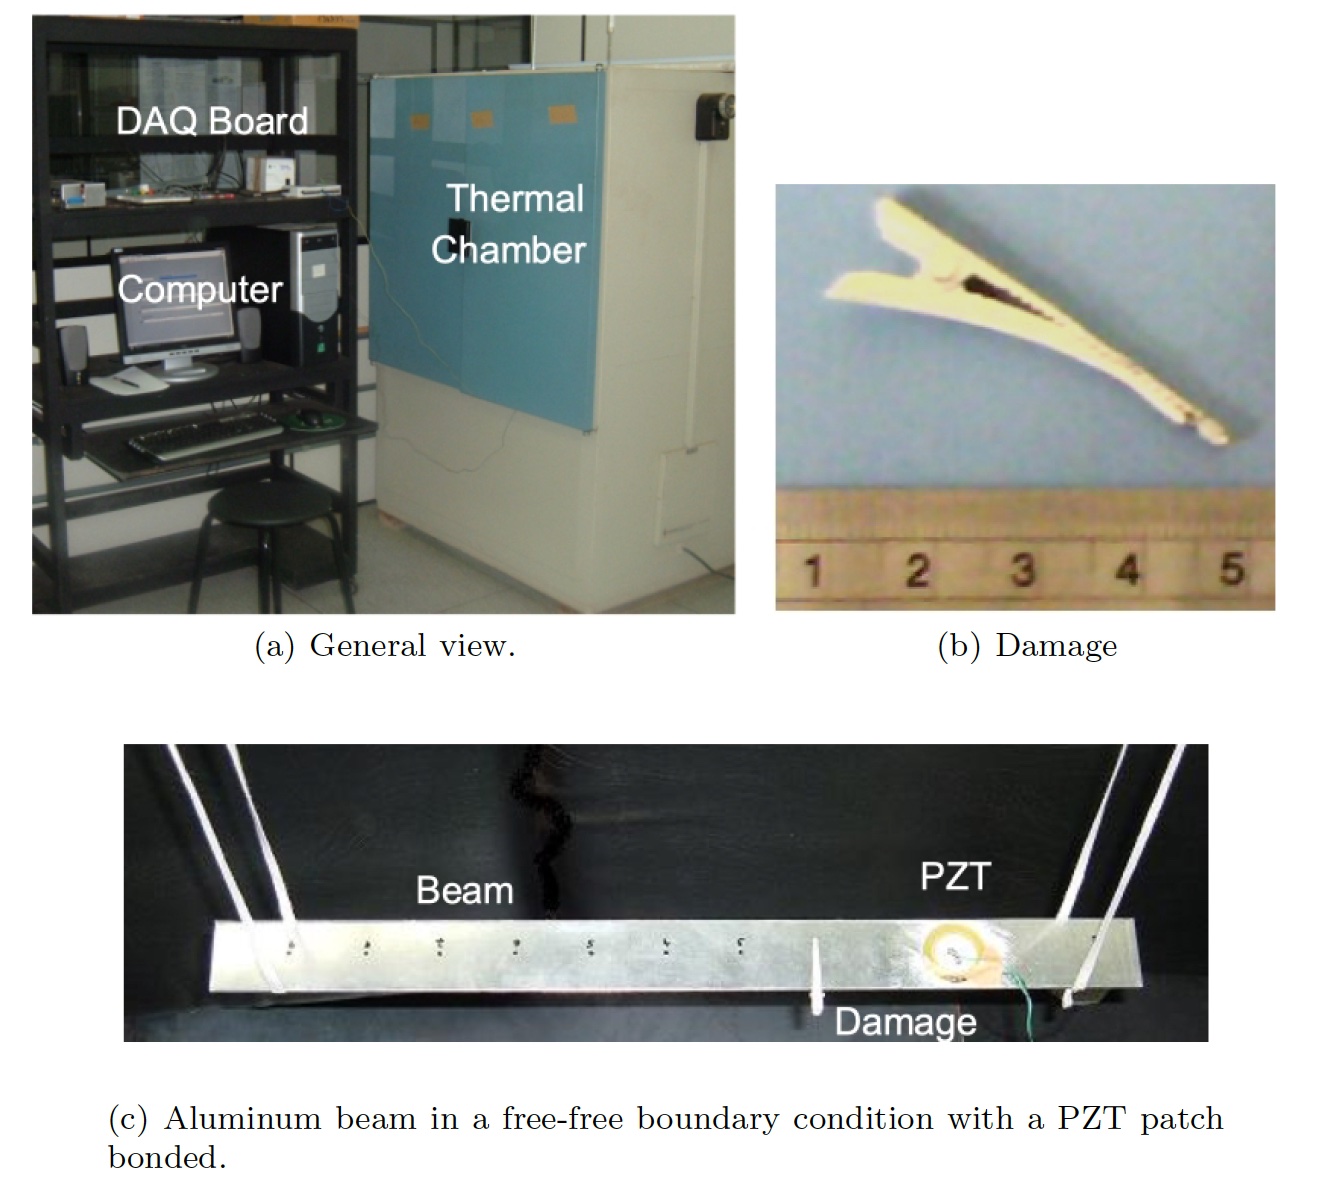 DAQ Board
Thermal
Chamber
Computer
(a) General view.
1 2 3 4 5
(b) Damage
Beam
PZT
Damage
(c) Aluminum beam in a free-free boundary condition with a PZT patch
bonded.